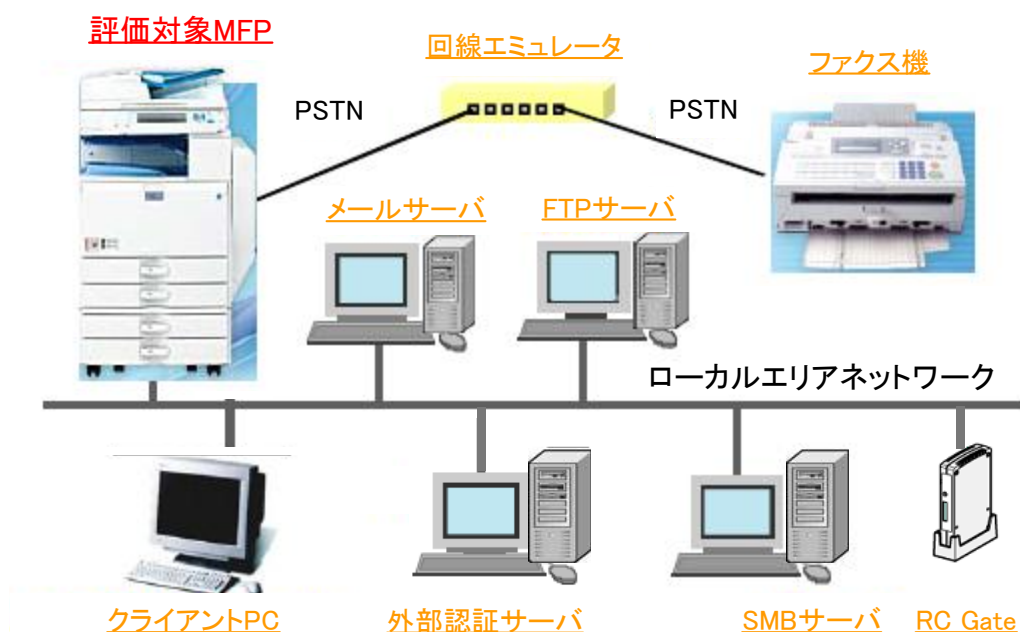 評価対象MFP
回線エミュレータ
ファクス機
PSTN
PSTN
メールサーバ
FTPサーバ
ローカルエリアネットワーク
クライアントPC
外部認証サーバ
SMBサーバ
RC Gate